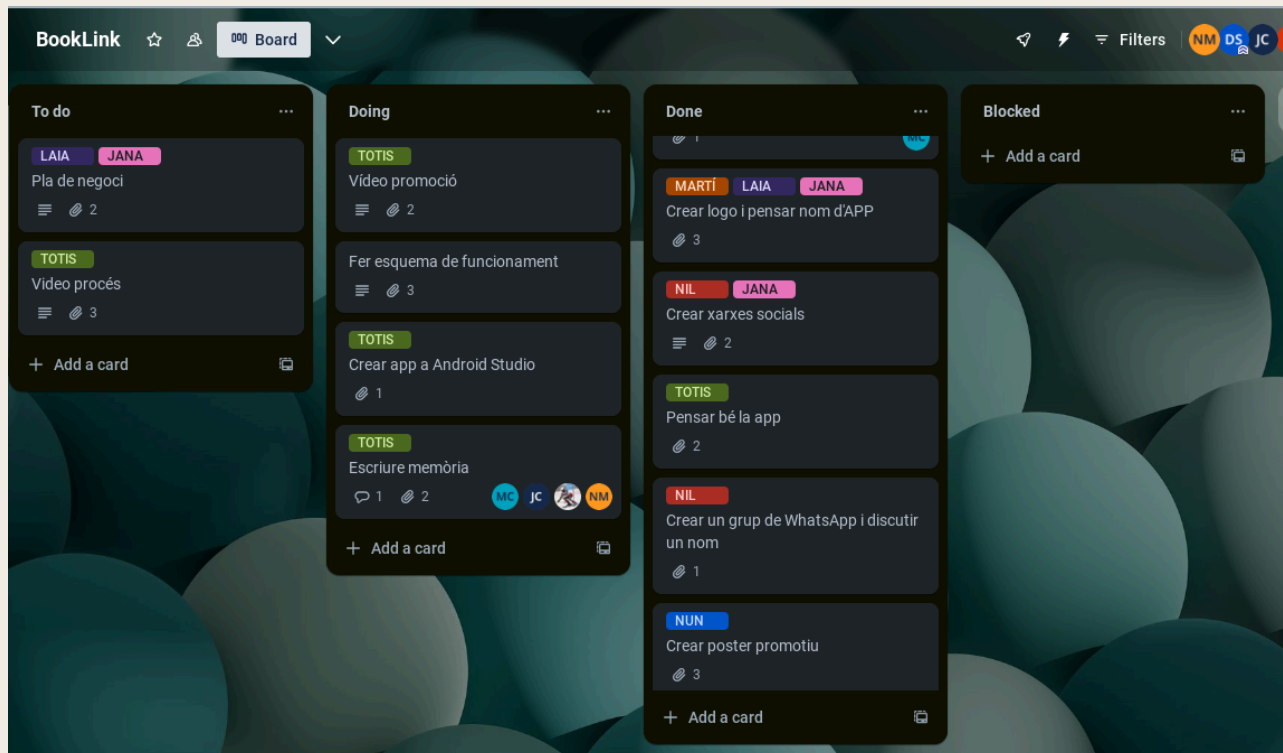 BookLink
Board
Filters
NM DS JC
To do
LAIA JANA
Pla de negoci
2
TOTIS
Video procés
3
Add a card
Doing
TOTIS
Vídeo promoció
2
Fer esquema de funcionament
3
TOTIS
Crear app a Android Studio
1
TOTIS
Escriure memòria
1 2 MC JC NM
Add a card
Done
1 MC
MARTÍ LAIA JANA
Crear logo i pensar nom d'APP
3
NIL JANA
Crear xarxes socials
2
TOTIS
Pensar bé la app
2
NIL
Crear un grup de WhatsApp i discutir
un nom
1
NUN
Crear poster promotiu
3
Add a card
Blocked
Add a card